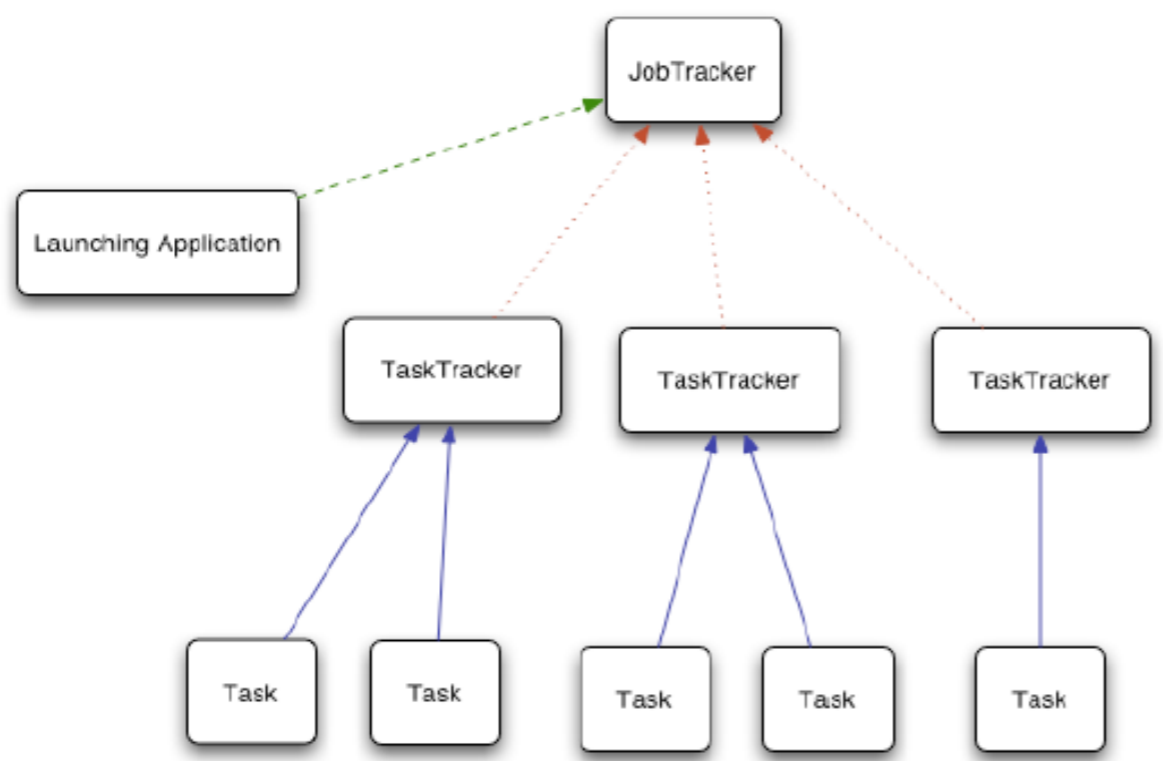 JobTracker
Launching Application
TaskTracker
TaskTracker
TaskTracker
Task
Task
Task
Task
Task